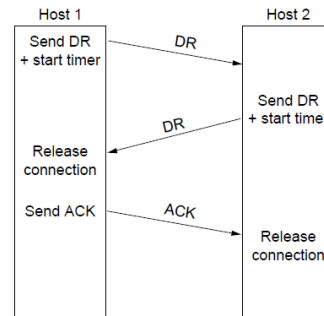 Host 1
Host 2
Send DR
+ start timer
DR
Send DR
+ start time
DR
Release
connection
Send ACK
ACK
Release
connection